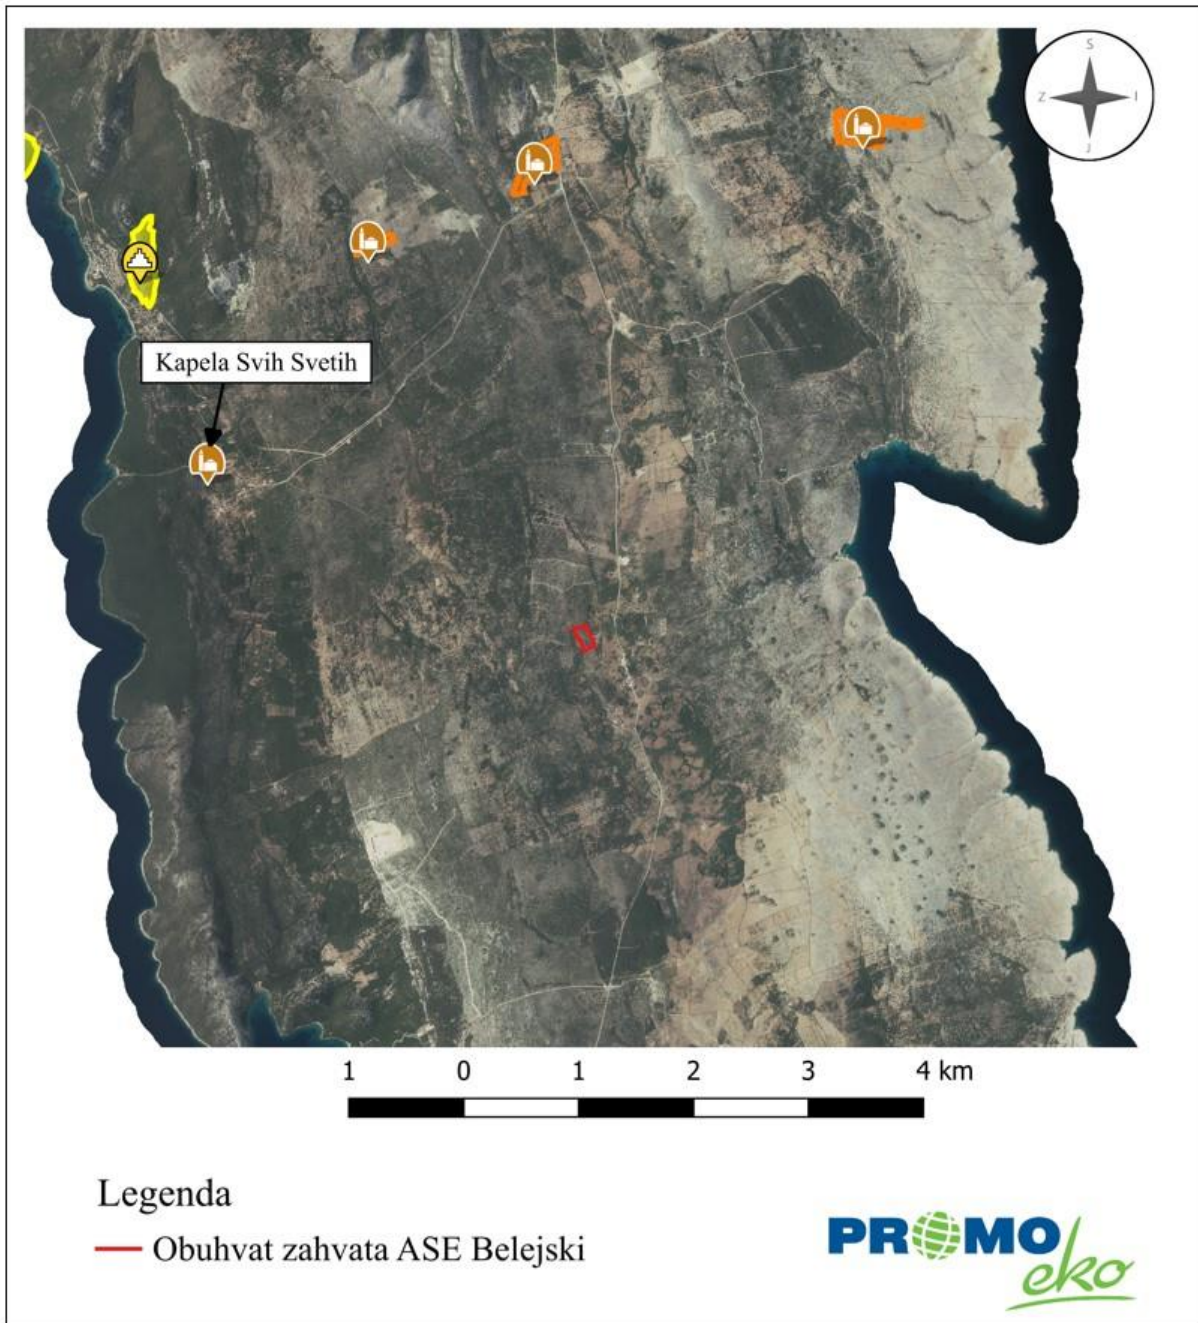 S
Z I
J
Kapela Svih Svetih
1 0 1 2 3 4 km
Legenda
Obuhvat zahvata ASE Belejski
PROMO
eko